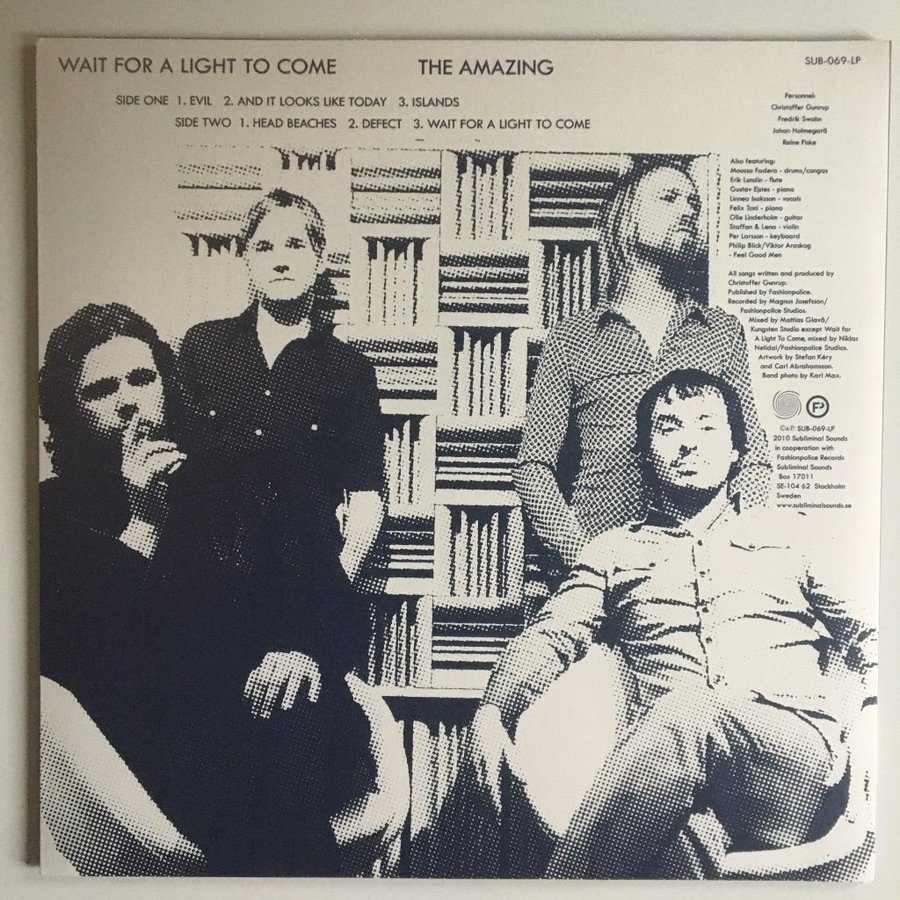 WAIT FOR A LIGHT TO COME THE AMAZING SUB-069-LP
SIDE ONE 1. EVIL 2. AND IT LOOKS LIKE TODAY 3. ISLANDS
SIDE TWO 1. HEAD BEACHES 2. DEFECT 3. WAIT FOR A LIGHT TO COME
Personnel:
Christoffer Gunrup
Fredrik Swahn
Johan Holmegard
Reine Fiske
Also featuring:
Moussa Fadera - drums/congas
Erik Lundin - flute
Gustav Ejstes - piano
Linnea Isaksson - vocals
Felix Tani - piano
Olle Linderholm - guitar
Staffan & Lena - violin
Per Larsson - keyboard
Philip Blick/Viktor Araskog
- Feel Good Men
All songs written and produced by
Christoffer Gunrup.
Published by Fashionpolice.
Recorded by Magnus Josefsson/
Fashionpolice Studios.
Mixed by Mattias Glavå/
Kungsten Studio except Wait for
A Light To Come, mixed by Niklas
/Fashionpolice Studios.
Artwork by Stefan Kéry
and Carl Abrahamsson.
Band photo by Karl Max.
P
SUB-069-LP
2010 Subliminal Sounds
in cooperation with
Fashionpolice Records
Subliminal Sounds
Box 17011
SE-104 62 Stockholm
Sweden
www.subliminalsounds.se